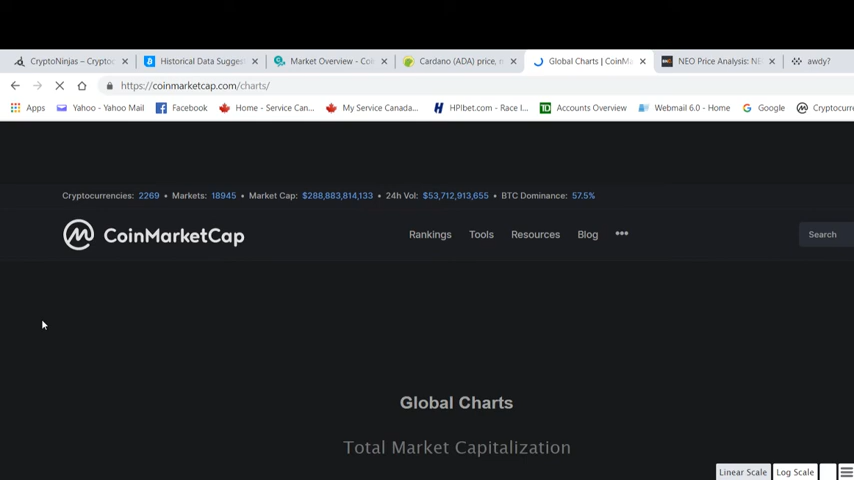 CryptoNinjas – Cryptoc
Historical Data Suggest
Market Overview - Coin
Cardano (ADA) price, m
Global Charts | CoinMa
NEO Price Analysis: NE
awdy?
https://coinmarketcap.com/charts/
Apps
Yahoo - Yahoo Mail
Facebook
Home - Service Can...
My Service Canada...
HPIbet.com - Race I...
TD
Accounts Overview
Webmail 6.0 - Home
Google
Cryptocurre
Cryptocurrencies: 2269 • Markets: 18945 • Market Cap: $288,883,814,133 • 24h Vol: $53,712,913,655 • BTC Dominance: 57.5%
CoinMarketCap
Rankings
Tools
Resources
Blog
•••
Search
Global Charts
Total Market Capitalization
Linear Scale
Log Scale